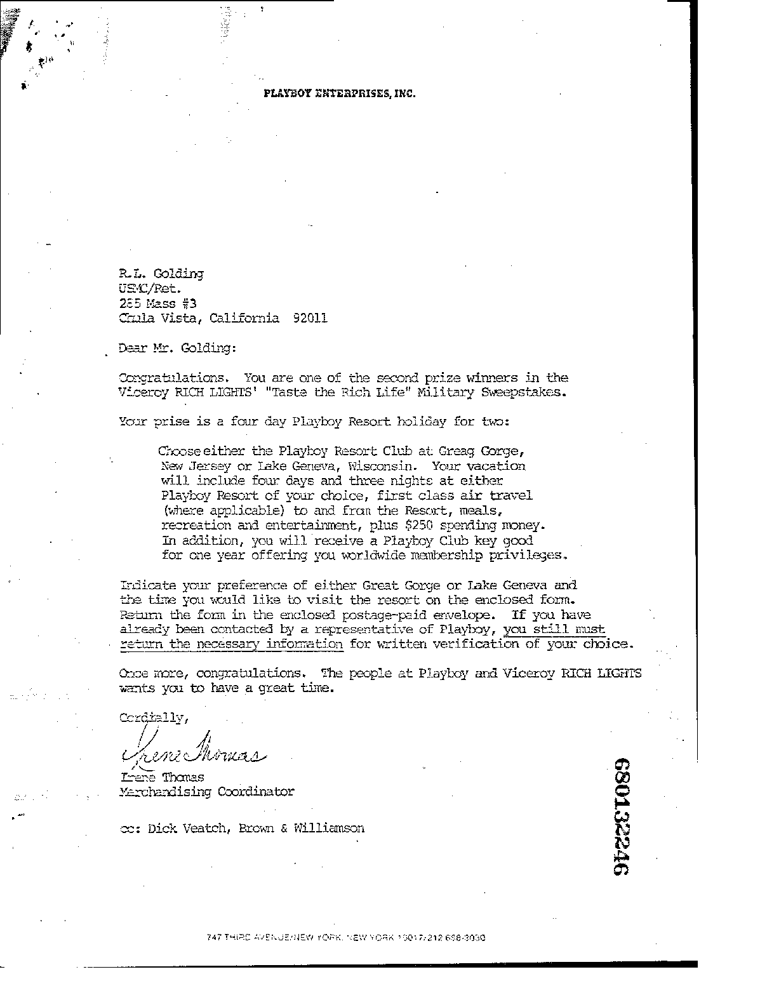 PLAYBOY ENTERPRISES, INC.
R.L. Golding
USMC/Ret.
285 Mass #3
Chula Vista, California 92011
Dear Mr. Golding:
Congratulations. You are one of the second prize winners in the
Viceroy RICH LIGHTS' "Taste the Rich Life" Military Sweepstakes.
Your prise is a four day Playboy Resort holiday for two:
Choose either the Playboy Resort Club at Greag Gorge,
New Jersey or Lake Geneva, Wisconsin. Your vacation
will include four days and three nights at either
Playboy Resort of your choice, first class air travel
(where applicable) to and from the Resort, meals,
recreation and entertainment, plus $250 spending money.
In addition, you will receive a Playboy Club key good
for one year offering you worldwide membership privileges.
Indicate your preference of either Great Gorge or Lake Geneva and
the time you would like to visit the resort on the enclosed form.
Return the form in the enclosed postage-paid envelope. If you have
already been contacted by a representative of Playboy, you still must
return the necessary information for written verification of your choice.
Once more, congratulations. The people at Playboy and Viceroy RICH LIGHTS
wants you to have a great time.
Cordially,
Irene Thomas
Irene Thomas
Merchandising Coordinator
cc: Dick Veatch, Brown & Williamson
680132246
747 THIRD AVENUE/NEW YORK, NEW YORK 10017/212 688-3030